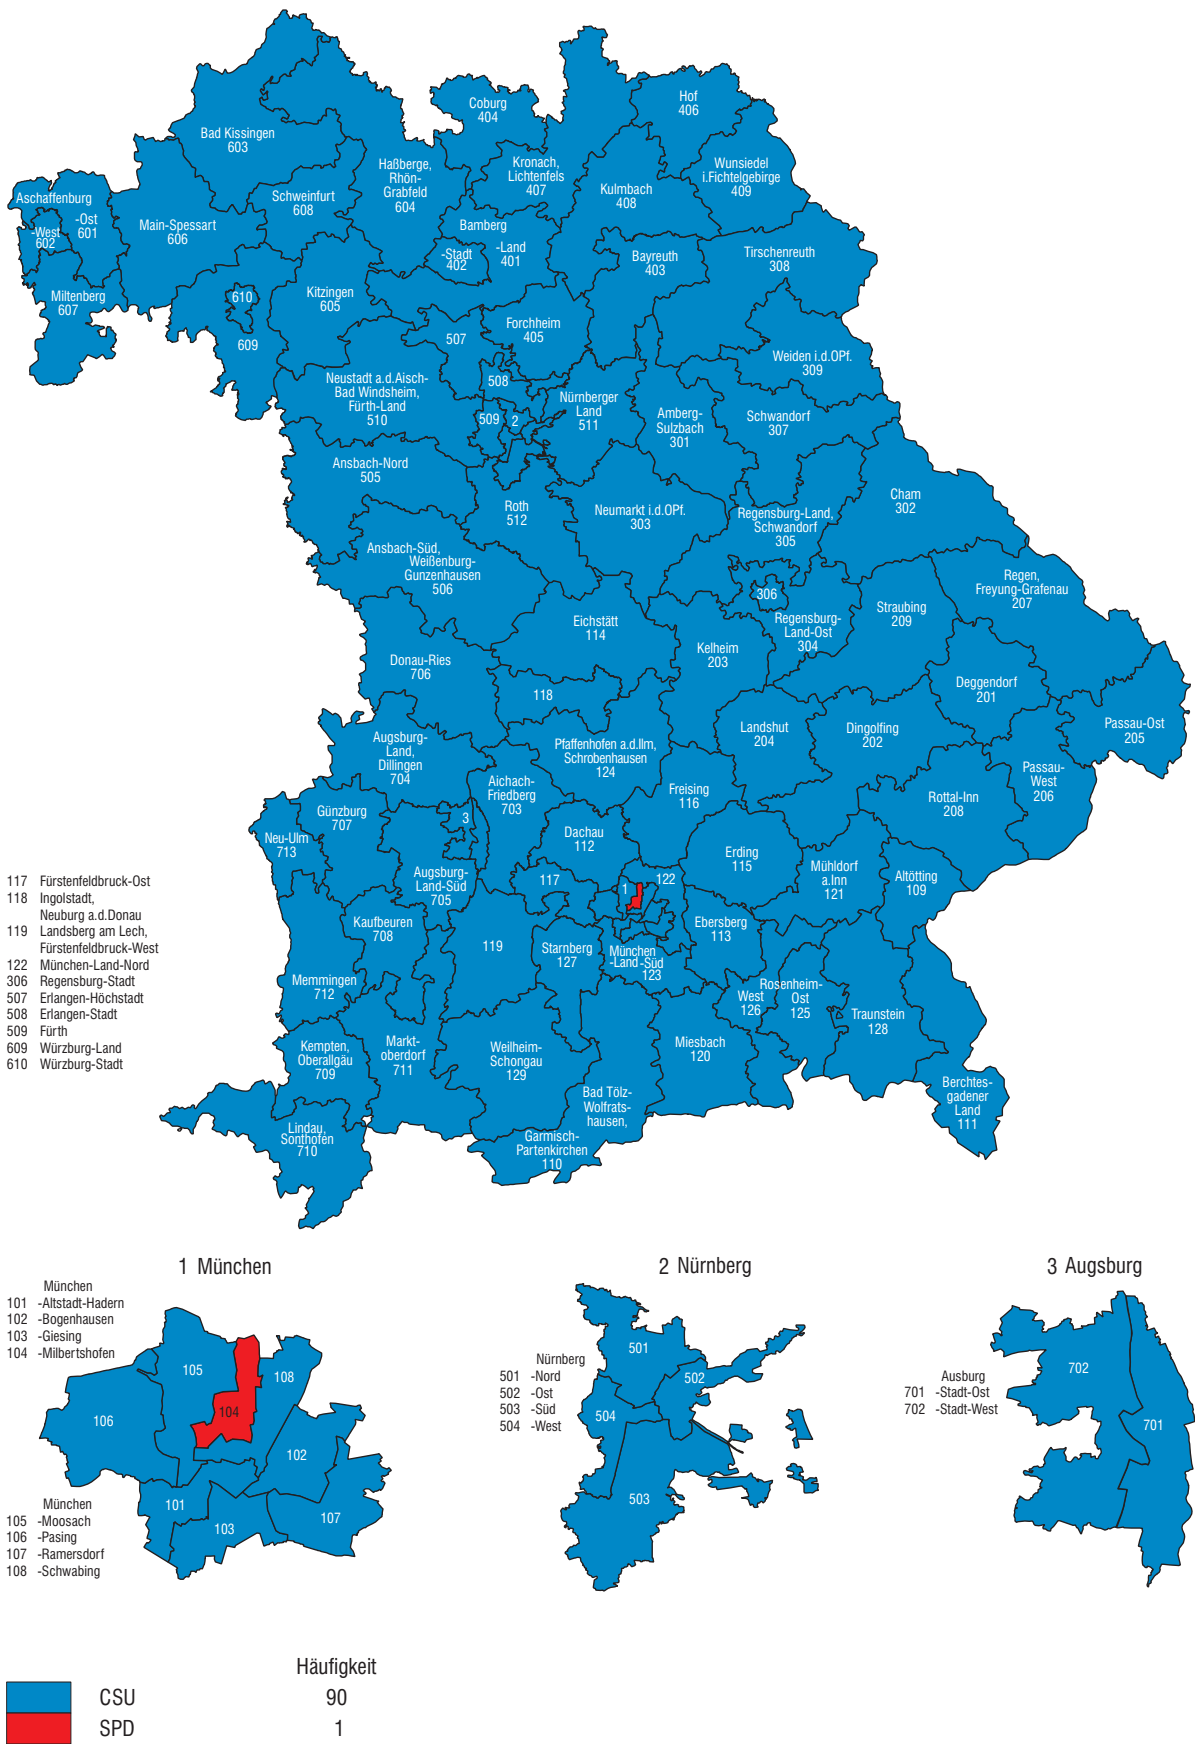 Coburg
404
Hof
406
Bad Kissingen
603
Haßberge,
Rhön-
Grabfeld
604
Kronach,
Lichtenfels
407
Wunsiedel
i.Fichtelgebirge
409
Kulmbach
408
Aschaffenburg
-Ost
601
-West
602
Schweinfurt
608
Main-Spessart
606
Bamberg
-Stadt
402
-Land
401
Bayreuth
403
Tirschenreuth
308
Miltenberg
607
610
609
Kitzingen
605
507
Forchheim
405
Weiden i.d.OPf.
309
Neustadt a.d.Aisch-
Bad Windsheim,
Fürth-Land
510
508
509
2
Nürnberger
Land
511
Amberg-
Sulzbach
301
Schwandorf
307
Ansbach-Nord
505
Roth
512
Neumarkt i.d.OPf.
303
Regensburg-Land,
Schwandorf
305
Cham
302
Ansbach-Süd,
Weißenburg-
Gunzenhausen
506
306
Regen,
Freyung-Grafenau
207
Eichstätt
114
Regensburg-
Land-Ost
304
Straubing
209
Kelheim
203
Donau-Ries
706
118
Deggendorf
201
Passau-Ost
205
Augsburg-
Land,
Dillingen
704
Pfaffenhofen a.d.Ilm,
Schrobenhausen
124
Landshut
204
Dingolfing
202
Passau-
West
206
Aichach-
Friedberg
703
Freising
116
Rottal-Inn
208
Günzburg
707
3
Neu-Ulm
713
Dachau
112
Erding
115
Mühldorf
a.Inn
121
Altötting
109
Augsburg-
Land-Süd
705
117
1
122
Kaufbeuren
708
119
Starnberg
127
München
-Land-Süd
123
Ebersberg
113
Memmingen
712
West
126
Rosenheim-
Ost
125
Traunstein
128
Kempten,
Oberallgäu
709
Markt-
oberdorf
711
Weilheim-
Schongau
129
Miesbach
120
Bad Tölz-
Wolfrats-
hausen,
Garmisch-
Partenkirchen
110
Berchtes-
gadener
Land
111
Lindau,
Sonthofen
710
117 Fürstenfeldbruck-Ost
118 Ingolstadt,
Neuburg a.d.Donau
119 Landsberg am Lech,
Fürstenfeldbruck-West
122 München-Land-Nord
306 Regensburg-Stadt
507 Erlangen-Höchstadt
508 Erlangen-Stadt
509 Fürth
609 Würzburg-Land
610 Würzburg-Stadt
1 München
München
101 -Altstadt-Hadern
102 -Bogenhausen
103 -Giesing
104 -Milbertshofen
105
108
106
104
102
101
103
107
München
105 -Moosach
106 -Pasing
107 -Ramersdorf
108 -Schwabing
2 Nürnberg
Nürnberg
501 -Nord
502 -Ost
503 -Süd
504 -West
501
502
504
503
3 Augsburg
Ausburg
701 -Stadt-Ost
702 -Stadt-West
702
701
Häufigkeit
CSU 90
SPD 1